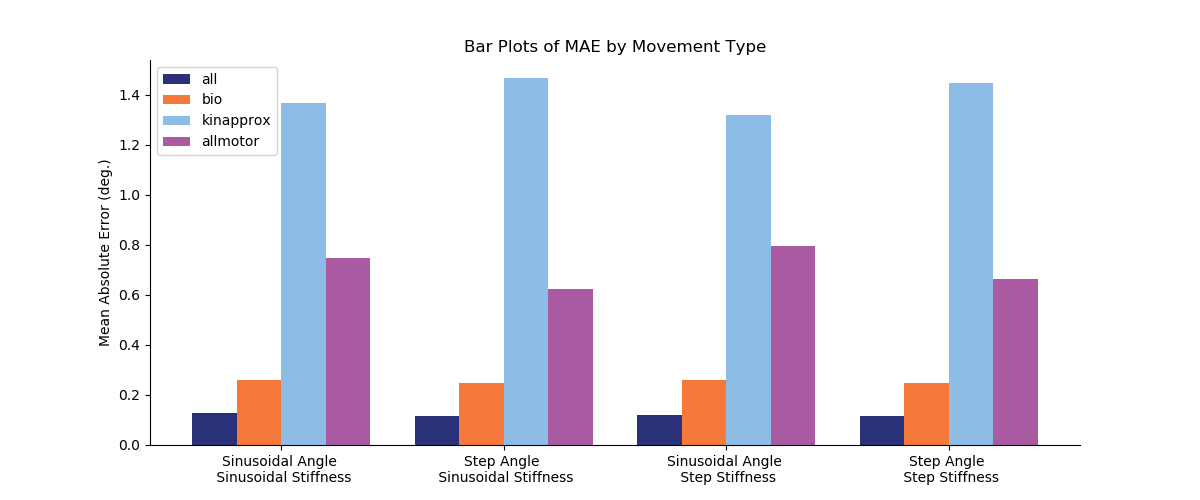 Bar Plots of MAE by Movement Type
all
bio
kinapprox
allmotor
Mean Absolute Error (deg.)
1.4
1.2
1.0
0.8
0.6
0.4
0.2
0.0
Sinusoidal Angle
Sinusoidal Stiffness
Step Angle
Sinusoidal Stiffness
Sinusoidal Angle
Step Stiffness
Step Angle
Step Stiffness